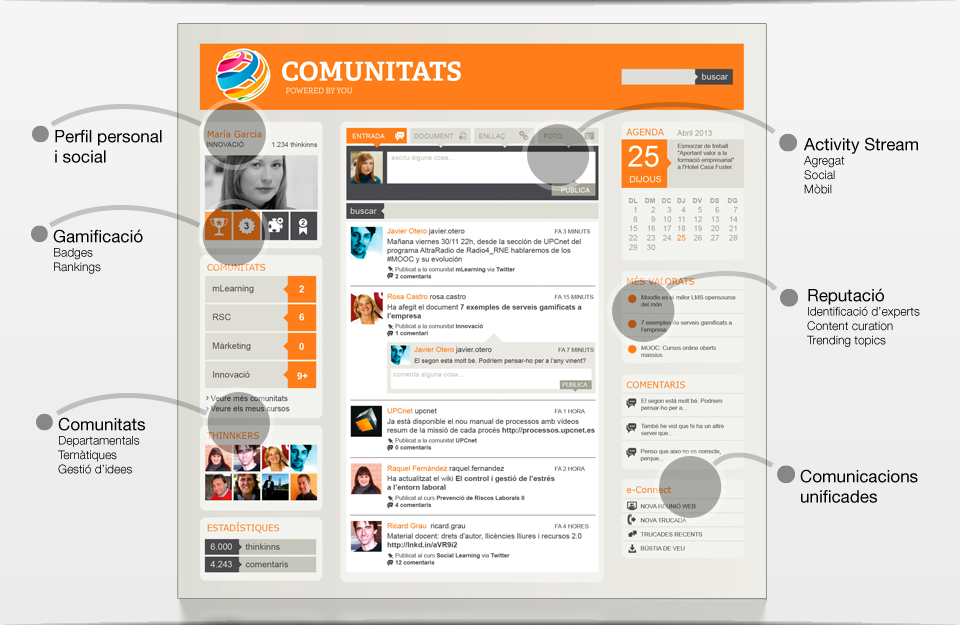 COMUNITATS
POWERED BY YOU
buscar
Perfil personal
i social
Gamificació
Badges
Rankings
Comunitats
Departamentals
Temàtiques
Gestió d'idees
Maria García
INNOVACIÓ
1.234 thinkinns
3
2
COMUNITATS
mLearning 2
RSC 6
Màrketing 0
Innovació 9+
› Veure més comunitats
› Veure els meus cursos
THINNKERS
ESTADÍSTIQUES
6.000 thinkinns
4.243 comentaris
ENTRADA
DOCUMENT
ENLLAÇ
FOTO
escriu alguna cosa...
PUBLICA
buscar
Javier Otero javier.otero FA 3 MINUTS
Mañana viernes 30/11 22h, desde la sección de UPCnet del
programa AltraRadio de Radio4_RNE hablaremos de los
#MOOC y su evolución
Publicat a la comunitat mLearning via Twitter
2 comentaris
Rosa Castro rosa.castro FA 15 MINUTS
Ha afegit el document 7 exemples de serveis gamificats a
l'empresa
Publicat a la comunitat Innovació
1 comentari
Javier Otero javier.otero FA 7 MINUTS
El segon està molt bé. Podríem pensar-ho per a l'any vinent?
comenta alguna cosa...
PUBLICA
UPCnet upcnet FA 1 HORA
Ja està disponible el nou manual de processos amb vídeos
resum de la missió de cada procés http://processos.upcnet.es
Publicat a la comunitat UPCnet
0 comentaris
Raquel Fernández raquel.fernandez FA 2 HORA
Ha actualitzat el wiki El control i gestió de l'estrés
a l'entorn laboral
Publicat al curs Prevenció de Riscos Laborals II
4 comentaris
Ricard Grau ricard.grau FA 4 HORES
Material docent: drets d'autor, llicències lliures i recursos 2.0
http://lnkd.in/aVR9i2
Publicat al curs Social Learning via Twitter
12 comentaris
AGENDA Abril 2013
25
DIJOUS
Esmorzar de treball
"Aportant valor a la
formació empresarial"
a l'Hotel Casa Fuster.
DL DM DC DJ DV DS DG
1 2 3 4 5 6 7
8 9 10 11 12 13 14
15 16 17 18 19 20 21
22 23 24 25 26 27 28
29 30
MÉS VALORATS
Moodle es el millor LMS opensource
del món
7 exemples de serveis gamificats a
l'empresa
MOOC: Cursos online oberts
massius
COMENTARIS
El segon està molt bé. Podríem
pensar-ho per a...
També he vist que hi ha un altre
servei que...
Penso que això no és correcte,
perque...
e-Connect
NOVA REUNIÓ WEB
NOVA TRUCADA
TRUCADES RECENTS
BÚSTIA DE VEU
Activity Stream
Agregat
Social
Mòbil
Reputació
Identificació d'experts
Content curation
Trending topics
Comunicacions
unificades